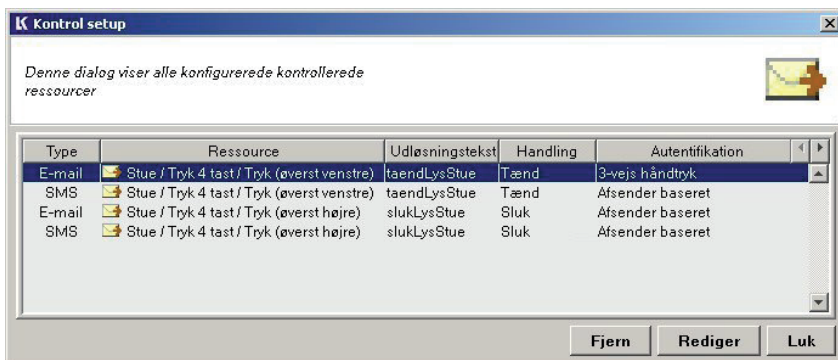 Kontrol setup
Denne dialog viser alle konfigurerede kontrollerede
ressourcer
Type Ressource Udløsningstekst Handling Autentifikation
E-mail Stue / Tryk 4 tast / Tryk (øverst venstre) taendLysStue Tænd 3-vejs håndtryk
SMS Stue / Tryk 4 tast / Tryk (øverst venstre) taendLysStue Tænd Afsender baseret
E-mail Stue / Tryk 4 tast / Tryk (øverst højre) slukLysStue Sluk Afsender baseret
SMS Stue / Tryk 4 tast / Tryk (øverst højre) slukLysStue Sluk Afsender baseret
Fjern Rediger Luk